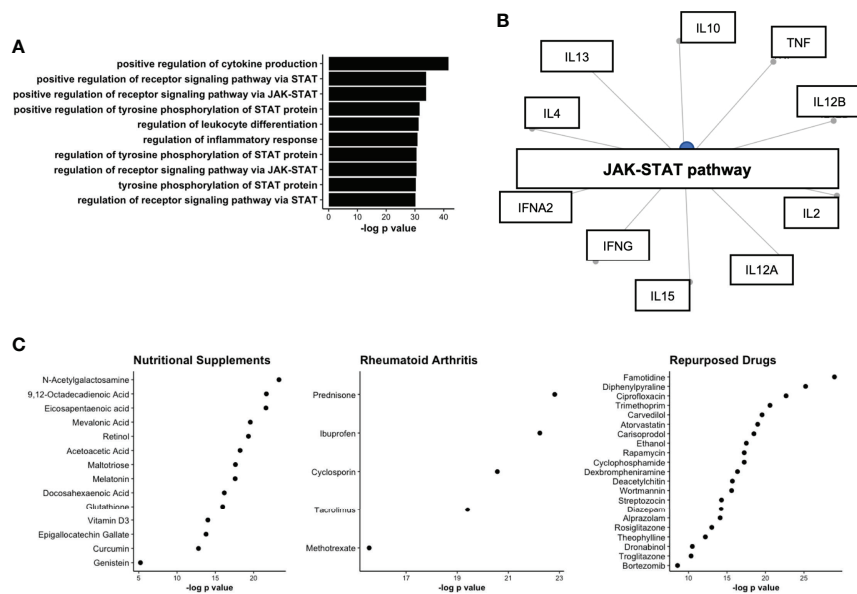 A
positive regulation of cytokine production
positive regulation of receptor signaling pathway via STAT
positive regulation of receptor signaling pathway via JAK-STAT
positive regulation of tyrosine phosphorylation of STAT protein
regulation of leukocyte differentiation
regulation of inflammatory response
regulation of tyrosine phosphorylation of STAT protein
regulation of receptor signaling pathway via JAK-STAT
tyrosine phosphorylation of STAT protein
regulation of receptor signaling pathway via STAT
0 10 20 30 40
-log p value
B
IL10
TNF
IL13
IL12B
IL4
JAK-STAT pathway
IFNA2
IL2
IFNG
IL12A
IL15
C
Nutritional Supplements
N-Acetylgalactosamine
9,12-Octadecadienoic Acid
Eicosapentaenoic acid
Mevalonic Acid
Retinol
Acetoacetic Acid
Maltotriose
Melatonin
Docosahexaenoic Acid
Glutathione
Vitamin D3
Epigallocatechin Gallate
Curcumin
Genistein
5 10 15 20
-log p value
Rheumatoid Arthritis
Prednisone
Ibuprofen
Cyclosporin
Tacrolimus
Methotrexate
17 19 21 23
-log p value
Repurposed Drugs
Famotidine
Diphenylpyraline
Ciprofloxacin
Trimethoprim
Carvedilol
Atorvastatin
Carisoprodol
Ethanol
Rapamycin
Cyclophosphamide
Dexbrompheniramine
Deacetylchitin
Wortmannin
Streptozocin
Diazepam
Alprazolam
Rosiglitazone
Theophylline
Dronabinol
Troglitazone
Bortezomib
10 15 20 25
-log p value